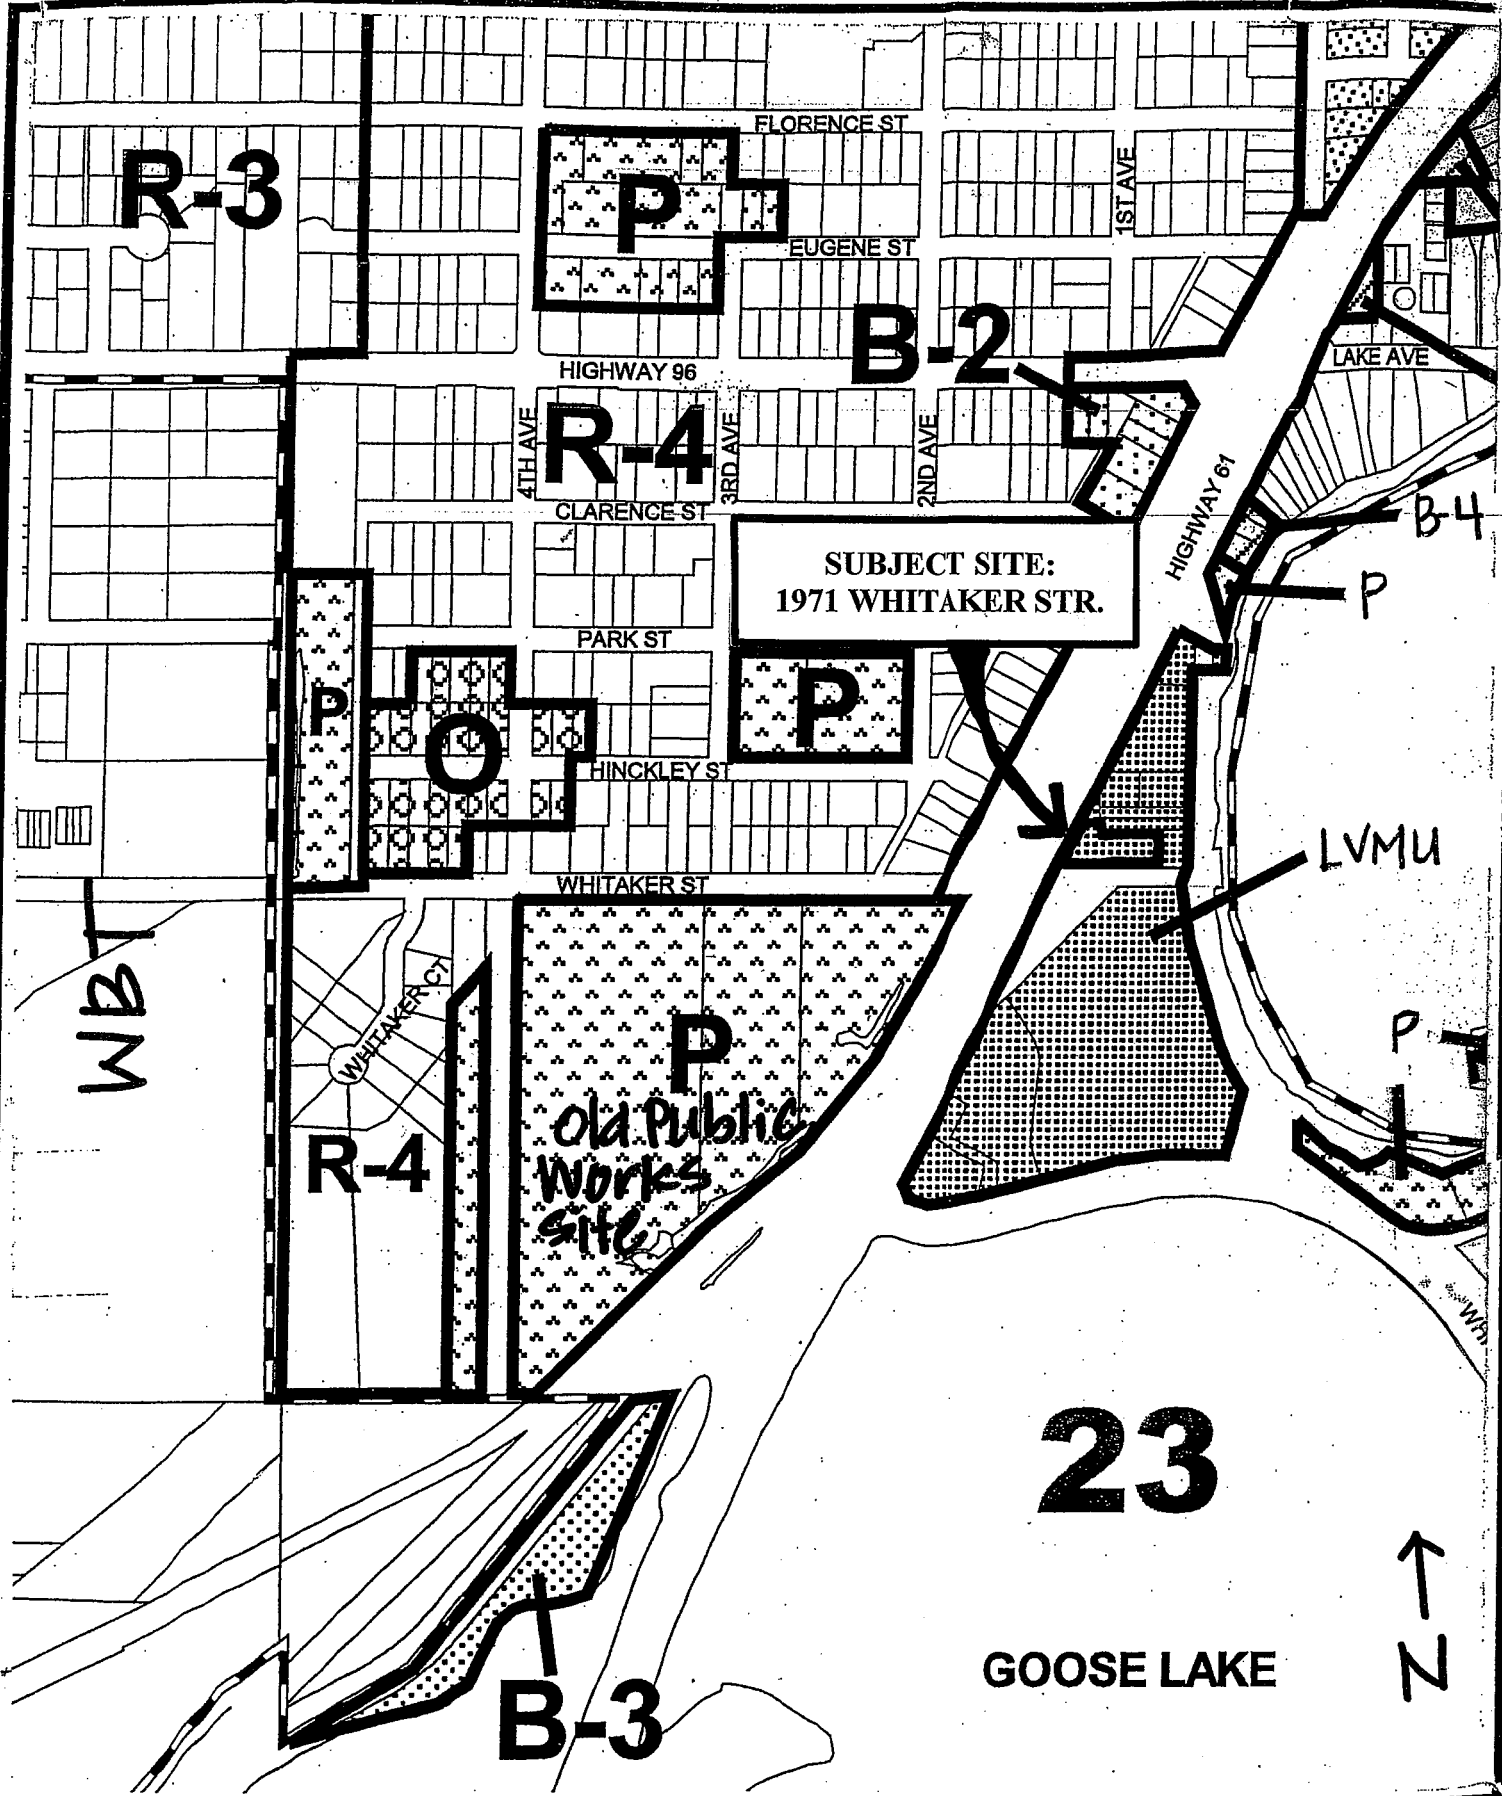 FLORENCE ST
R-3
P
1ST AVE
EUGENE ST
B-2
LAKE AVE
HIGHWAY 96
R-4
4TH AVE
3RD AVE
2ND AVE
HIGHWAY 61
CLARENCE ST
B-4
SUBJECT SITE:
1971 WHITAKER STR.
P
PARK ST
P
P
O
HINCKLEY ST
LVMU
WHITAKER ST
WBLT
WHITAKER CT
P
P
Old Public
Works
Site
R-4
23
GOOSE LAKE
N
B-3